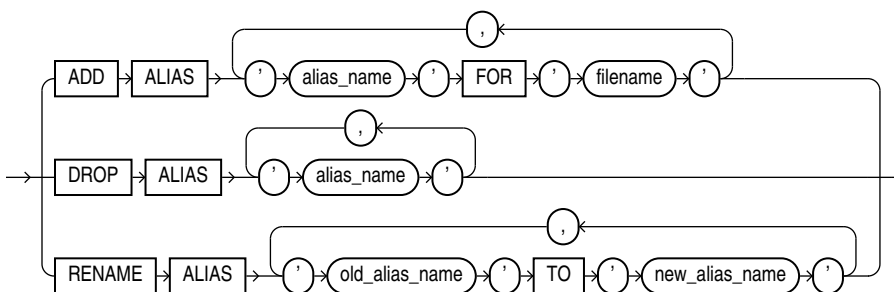 ,
ADD ALIAS ' alias_name ' FOR ' filename '
,
DROP ALIAS ' alias_name '
,
RENAME ALIAS ' old_alias_name ' TO ' new_alias_name '